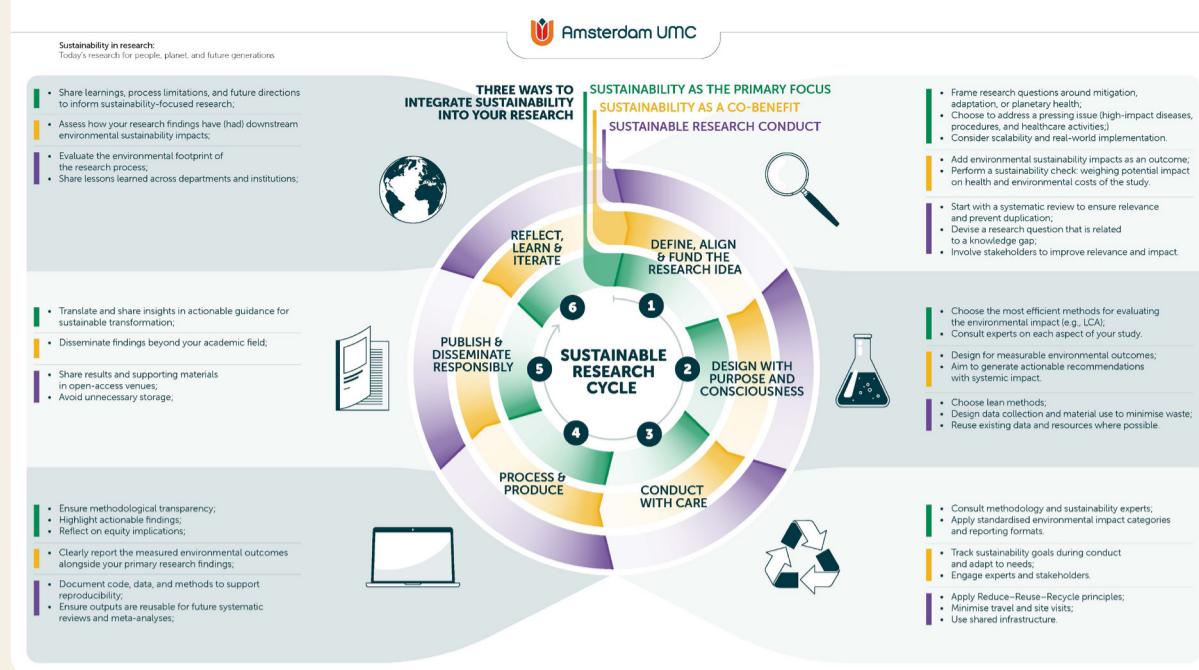 Amsterdam UMC
Sustainability in research:
Today's research for people, planet, and future generations
THREE WAYS TO
INTEGRATE SUSTAINABILITY
INTO YOUR RESEARCH
SUSTAINABILITY AS THE PRIMARY FOCUS
SUSTAINABILITY AS A CO-BENEFIT
SUSTAINABLE RESEARCH CONDUCT
SUSTAINABLE
RESEARCH
CYCLE
1
DEFINE, ALIGN
& FUND THE
RESEARCH IDEA
• Frame research questions around mitigation,
adaptation, or planetary health;
• Choose to address a pressing issue (high-impact diseases,
procedures, and healthcare activities;)
• Consider scalability and real-world implementation.
• Add environmental sustainability impacts as an outcome;
• Perform a sustainability check: weighing potential impact
on health and environmental costs of the study.
• Start with a systematic review to ensure relevance
and prevent duplication;
• Devise a research question that is related
to a knowledge gap;
• Involve stakeholders to improve relevance and impact.
2
DESIGN WITH
PURPOSE AND
CONSCIOUSNESS
• Choose the most efficient methods for evaluating
the environmental impact (e.g., LCA);
• Consult experts on each aspect of your study.
• Design for measurable environmental outcomes;
• Aim to generate actionable recommendations
with systemic impact.
• Choose lean methods;
• Design data collection and material use to minimise waste;
• Reuse existing data and resources where possible.
3
CONDUCT
WITH CARE
• Consult methodology and sustainability experts;
• Apply standardised environmental impact categories
and reporting formats.
• Track sustainability goals during conduct
and adapt to needs;
• Engage experts and stakeholders.
• Apply Reduce–Reuse–Recycle principles;
• Minimise travel and site visits;
• Use shared infrastructure.
4
PROCESS &
PRODUCE
• Ensure methodological transparency;
• Highlight actionable findings;
• Reflect on equity implications;
• Clearly report the measured environmental outcomes
alongside your primary research findings;
• Document code, data, and methods to support
reproducibility;
• Ensure outputs are reusable for future systematic
reviews and meta-analyses;
5
PUBLISH &
DISSEMINATE
RESPONSIBLY
• Translate and share insights in actionable guidance for
sustainable transformation;
• Disseminate findings beyond your academic field;
• Share results and supporting materials
in open-access venues;
• Avoid unnecessary storage;
6
REFLECT,
LEARN &
ITERATE
• Share learnings, process limitations, and future directions
to inform sustainability-focused research;
• Assess how your research findings have (had) downstream
environmental sustainability impacts;
• Evaluate the environmental footprint of
the research process;
• Share lessons learned across departments and institutions;